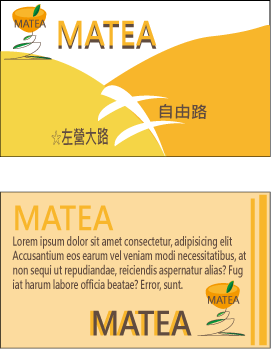 MATEA
MATEA
自由路
☆左營大路
MATEA
Lorem ipsum dolor sit amet consectetur, adipisicing elit
Accusantium eos earum vel veniam modi necessitatibus, at
non sequi ut repudiandae, reiciendis aspernatur alias? Fug
iat harum labore officia beatae? Error, sunt.
MATEA
MATEA